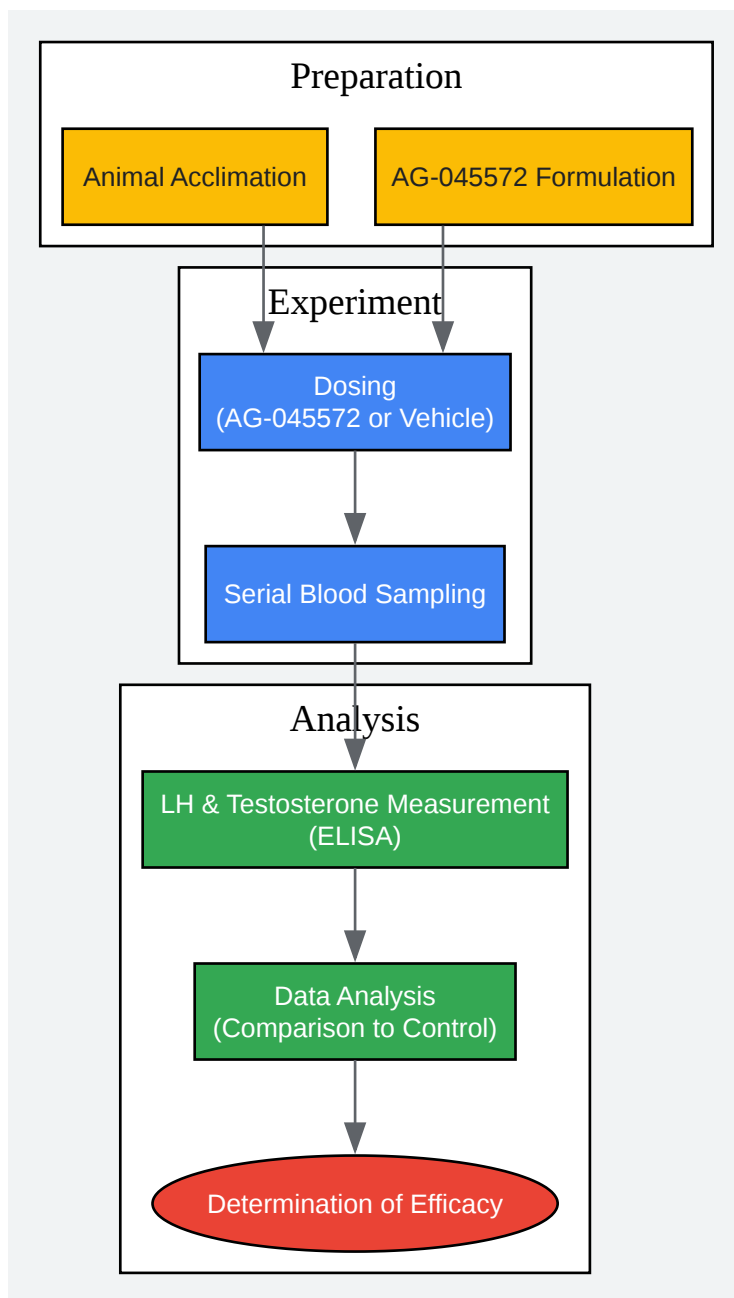 Preparation
Animal Acclimation
AG-045572 Formulation
Experiment
Dosing
(AG-045572 or Vehicle)
Serial Blood Sampling
Analysis
LH & Testosterone Measurement
(ELISA)
Data Analysis
(Comparison to Control)
Determination of Efficacy